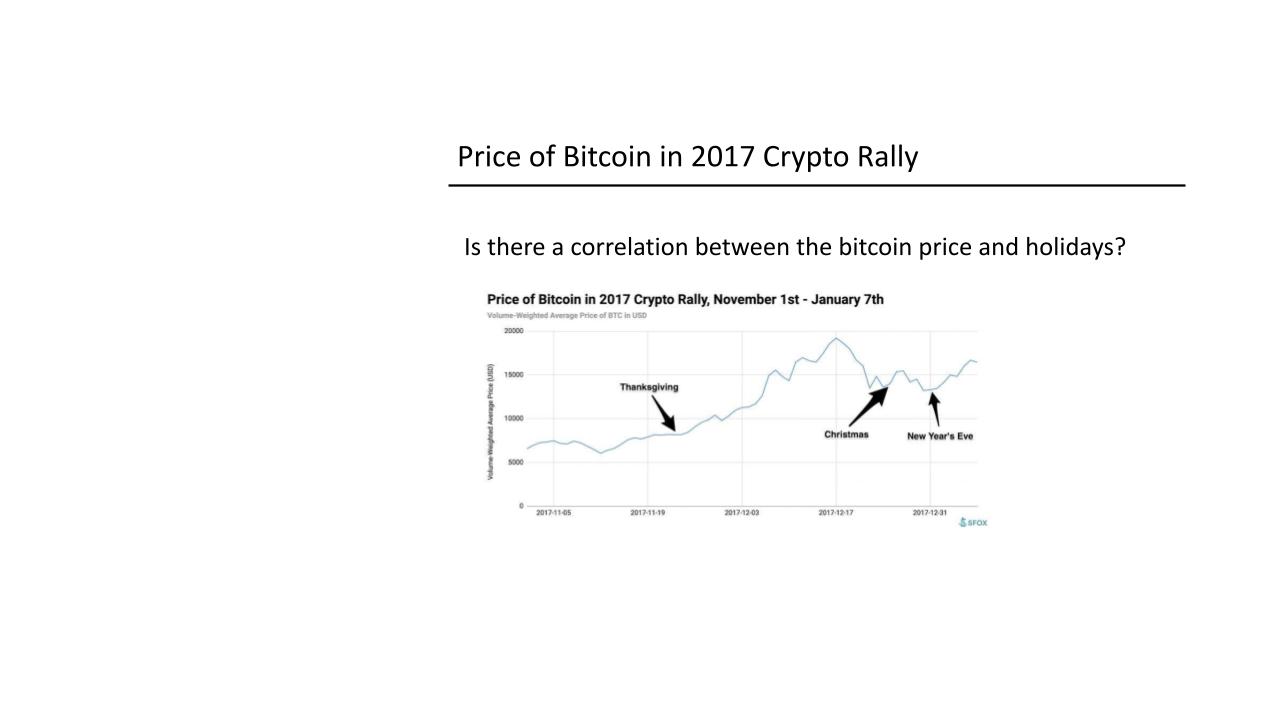 Price of Bitcoin in 2017 Crypto Rally
Is there a correlation between the bitcoin price and holidays?
Price of Bitcoin in 2017 Crypto Rally, November 1st - January 7th
Volume-Weighted Average Price of BTC in USD
Volume-Weighted Average Price (USD)
20000
15000
10000
5000
0
Thanksgiving
Christmas
New Year's Eve
2017-11-05
2017-11-19
2017-12-03
2017-12-17
2017-12-31
SFOX